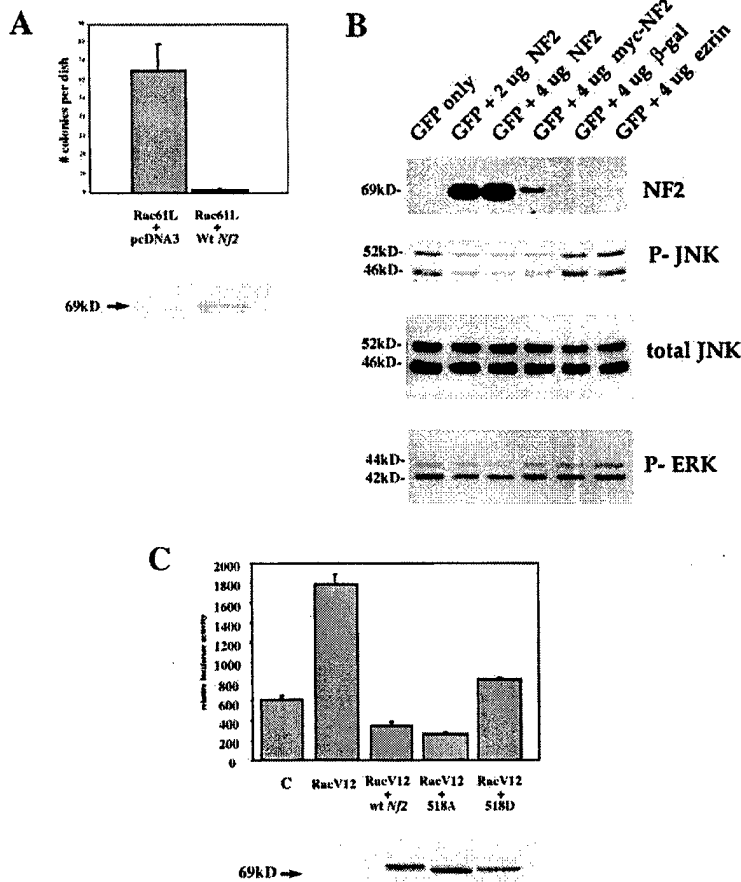 A
# colonies per dish
Rac61L
+
pcDNA3
Rac61L
+
Wt Nf2
69kD
B
GFP only
GFP + 2 ug NF2
GFP + 4 ug NF2
GFP + 4 ug myc-NF2
GFP + 4 ug β-gal
GFP + 4 ug ezrin
69kD-
NF2
52kD-
46kD-
P- JNK
52kD-
46kD-
total JNK
44kD-
42kD-
P- ERK
C
relative luciferase activity
2000
1800
1600
1400
1200
1000
800
600
400
200
0
C
RacV12
RacV12
+
wt Nf2
RacV12
+
518A
RacV12
+
518D
69kD